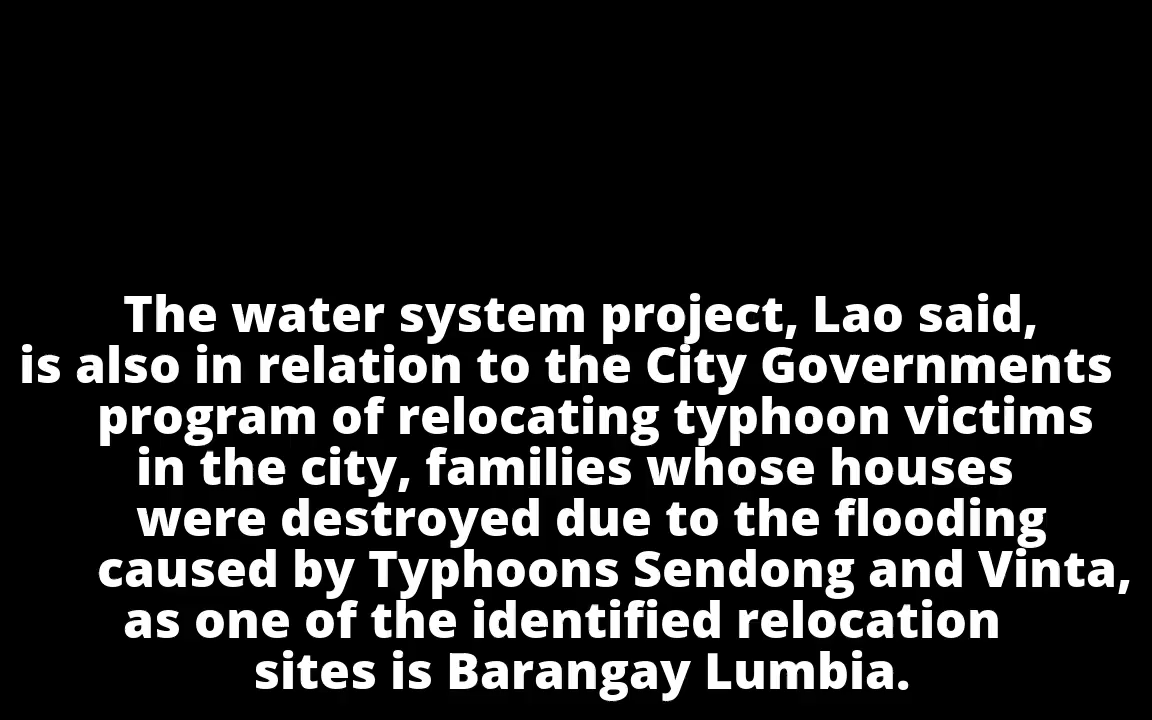 The water system project, Lao said,
is also in relation to the City Governments
program of relocating typhoon victims
in the city, families whose houses
were destroyed due to the flooding
caused by Typhoons Sendong and Vinta,
as one of the identified relocation
sites is Barangay Lumbia.